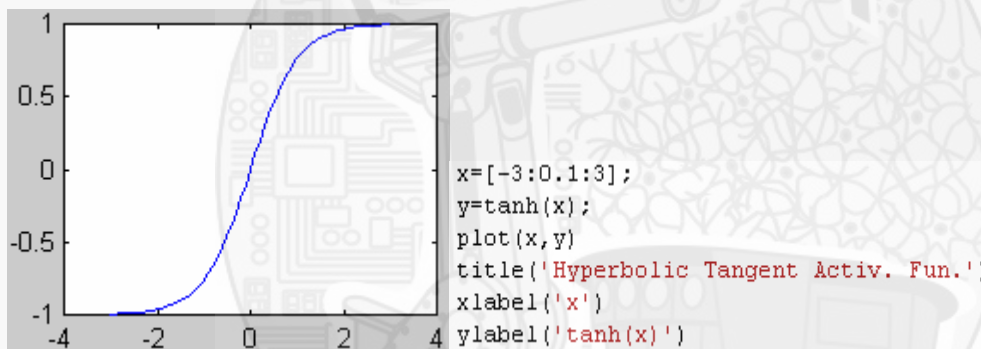 1
0.5
0
-0.5
-1
-4 -2 0 2 4
x=[-3:0.1:3];
y=tanh(x);
plot(x,y)
title('Hyperbolic Tangent Activ. Fun.')
xlabel('x')
ylabel('tanh(x)')